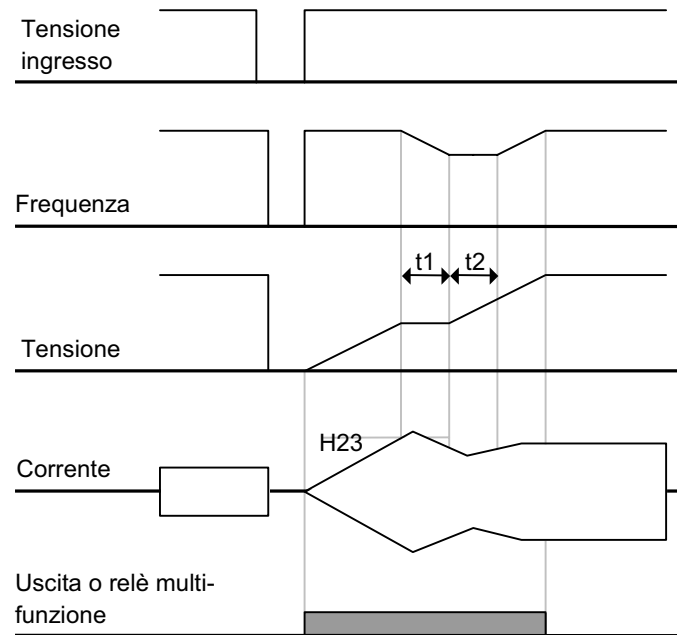 Tensione
ingresso
Frequenza
t1
t2
Tensione
H23
Corrente
Uscita o relè multi-
funzione